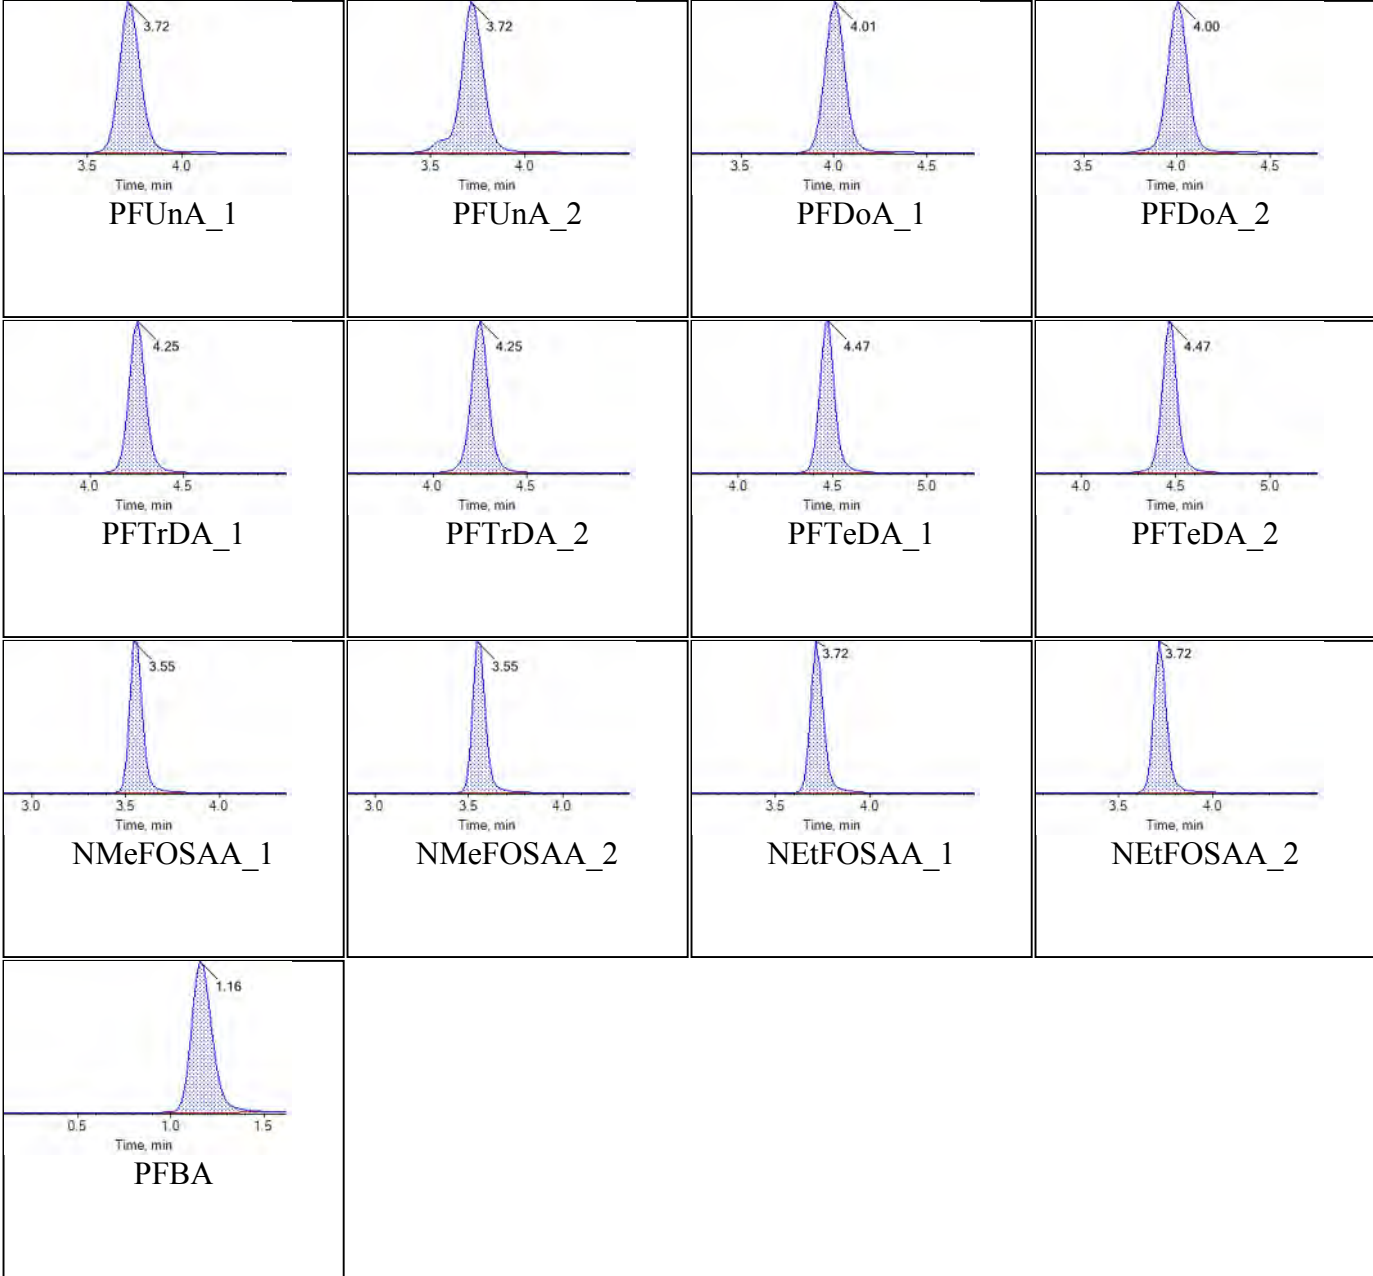 3.72
3.5 4.0
Time, min
PFUnA_1
3.72
3.5 4.0
Time, min
PFUnA_2
4.01
3.5 4.0 4.5
Time, min
PFDoA_1
4.00
3.5 4.0 4.5
Time, min
PFDoA_2
4.25
4.0 4.5
Time, min
PFTrDA_1
4.25
4.0 4.5
Time, min
PFTrDA_2
4.47
4.0 4.5 5.0
Time, min
PFTeDA_1
4.47
4.0 4.5 5.0
Time, min
PFTeDA_2
3.55
3.0 3.5 4.0
Time, min
NMeFOSAA_1
3.55
3.0 3.5 4.0
Time, min
NMeFOSAA_2
3.72
3.5 4.0
Time, min
NEtFOSAA_1
3.72
3.5 4.0
Time, min
NEtFOSAA_2
1.16
0.5 1.0 1.5
Time, min
PFBA